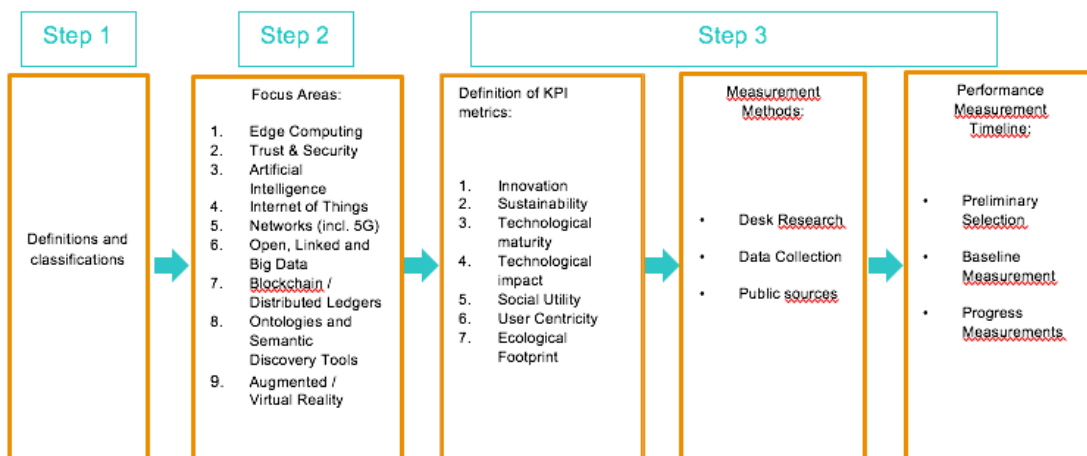 Step 1
Step 2
Step 3
Definitions and
classifications
Focus Areas:
1. Edge Computing
2. Trust & Security
3. Artificial
Intelligence
4. Internet of Things
5. Networks (incl. 5G)
6. Open, Linked and
Big Data
7. Blockchain /
Distributed Ledgers
8. Ontologies and
Semantic
Discovery Tools
9. Augmented /
Virtual Reality
Definition of KPI
metrics:
1. Innovation
2. Sustainability
3. Technological
maturity
4. Technological
impact
5. Social Utility
6. User Centricity
7. Ecological
Footprint
Measurement
Methods:
• Desk Research
• Data Collection
• Public sources
Performance
Measurement
Timeline:
• Preliminary
Selection
• Baseline
Measurement
• Progress
Measurements